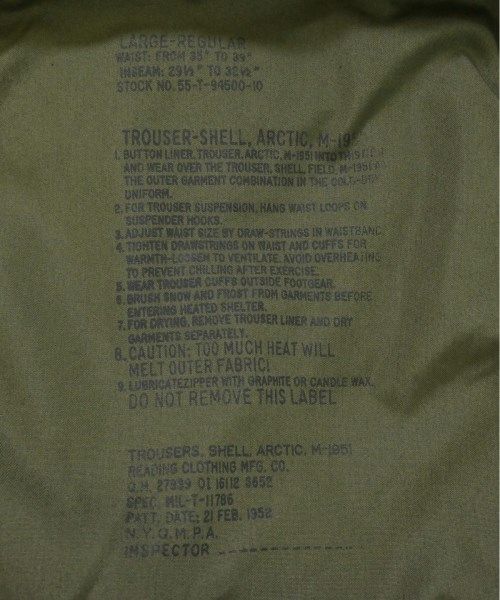 LARGE-REGULAR
WAIST: FROM 35" TO 39"
INSEAM: 29½" TO 32½"
STOCK NO. 55-T-94500-10
TROUSER-SHELL, ARCTIC, M-195
1. BUTTON LINER, TROUSER, ARCTIC, M-1951 INTO THIS
AND WEAR OVER THE TROUSER, SHELL, FIELD, M-1951 AS
THE OUTER GARMENT COMBINATION IN THE COLD-DRY
UNIFORM.
2. FOR TROUSER SUSPENSION, HANG WAIST LOOPS ON
SUSPENDER HOOKS.
3. ADJUST WAIST SIZE BY DRAW-STRINGS IN WAISTBAND.
4. TIGHTEN DRAWSTRINGS ON WAIST AND CUFFS FOR
WARMTH-LOOSEN TO VENTILATE. AVOID OVERHEATING
TO PREVENT CHILLING AFTER EXERCISE.
5. WEAR TROUSER CUFFS OUTSIDE FOOTGEAR.
6. BRUSH SNOW AND FROST FROM GARMENTS BEFORE
ENTERING HEATED SHELTER.
7. FOR DRYING, REMOVE TROUSER LINER AND DRY
GARMENTS SEPARATELY.
8. CAUTION: TOO MUCH HEAT WILL
MELT OUTER FABRIC!
9. LUBRICATE ZIPPER WITH GRAPHITE OR CANDLE WAX.
DO NOT REMOVE THIS LABEL
TROUSERS, SHELL, ARCTIC, M-1951
READING CLOTHING MFG. CO.
Q.M. 27939 OI 16112 3652
SPEC. MIL-T-11786
PATT. DATE: 21 FEB. 1952
N.Y.Q.M.P.A.
INSPECTOR